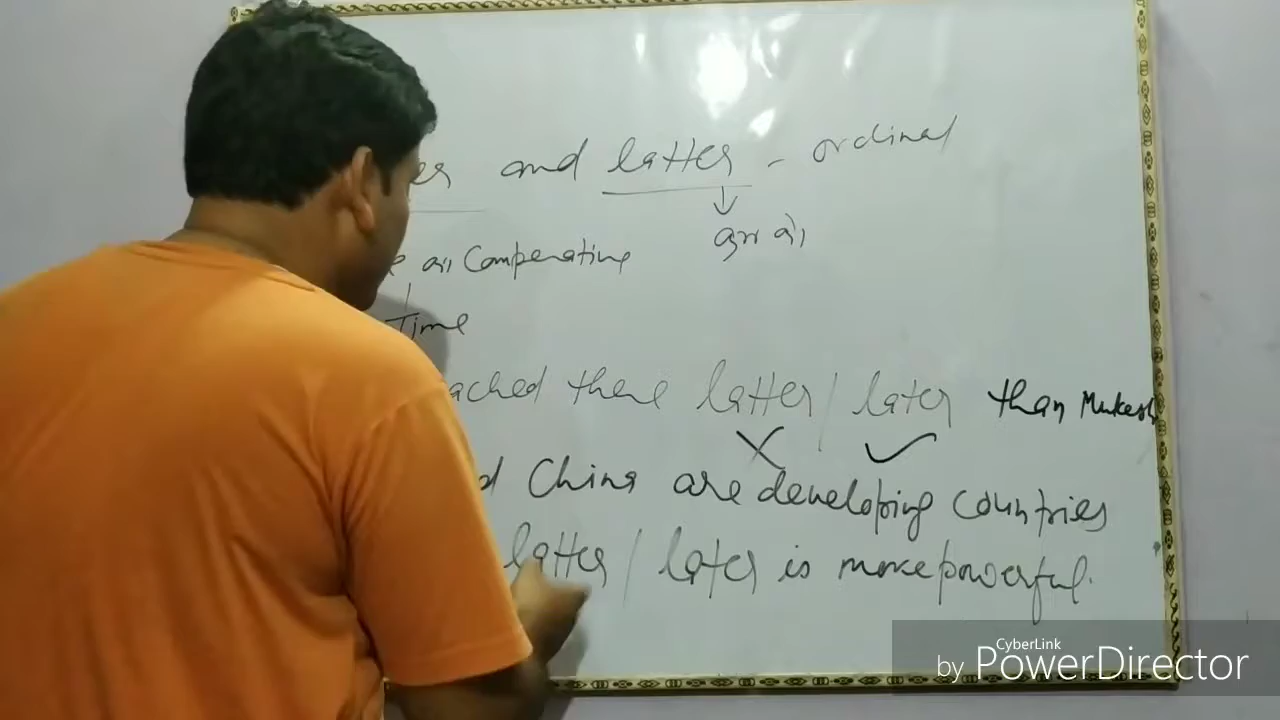 and latter - ordinal
Comperative
Time
ached there latter / later than Mukesh
China are developing countries
latter / later is more powerful.
CyberLink
by PowerDirector